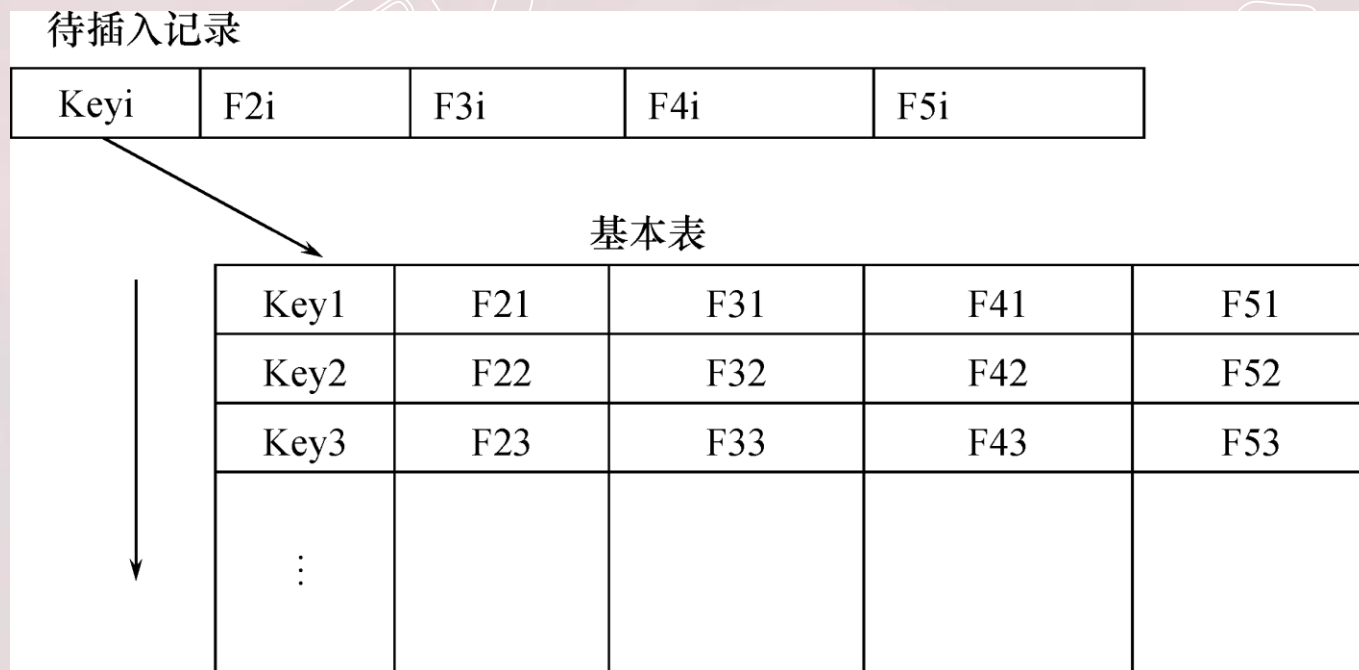 待插入记录
Keyi F2i F3i F4i F5i
基本表
Key1 F21 F31 F41 F51
Key2 F22 F32 F42 F52
Key3 F23 F33 F43 F53
⋮